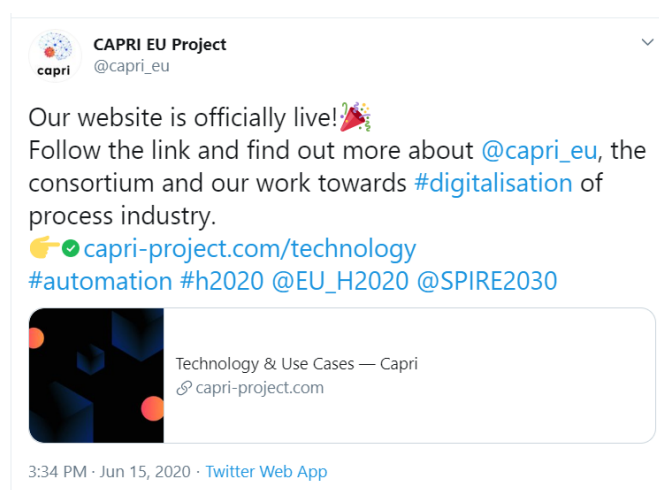 CAPRI EU Project
capri
@capri_eu
Our website is officially live!🎉
Follow the link and find out more about @capri_eu, the
consortium and our work towards #digitalisation of
process industry.
👉✅capri-project.com/technology
#automation #h2020 @EU_H2020 @SPIRE2030
Technology & Use Cases — Capri
capri-project.com
3:34 PM · Jun 15, 2020 · Twitter Web App